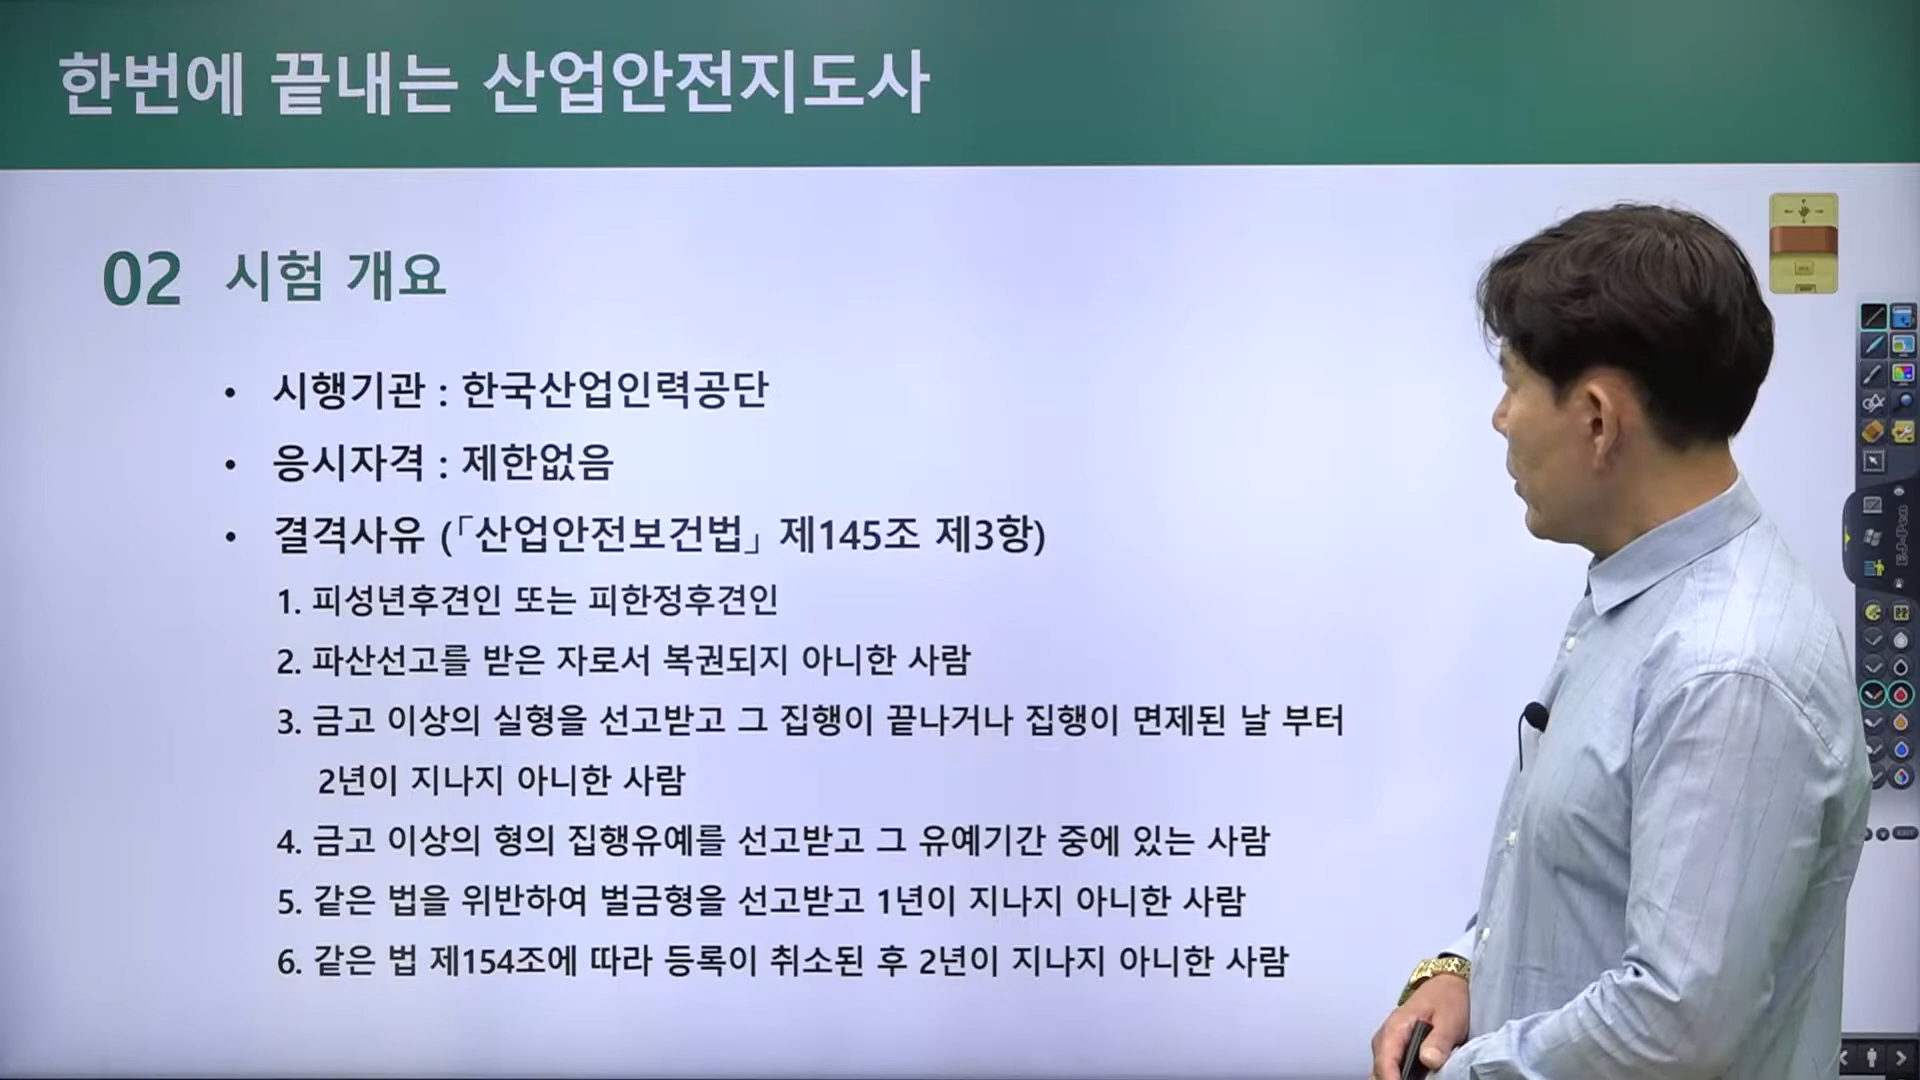 한번에 끝내는 산업안전지도사
02 시험 개요
• 시행기관 : 한국산업인력공단
• 응시자격 : 제한없음
• 결격사유 (「산업안전보건법」 제145조 제3항)
1. 피성년후견인 또는 피한정후견인
2. 파산선고를 받은 자로서 복권되지 아니한 사람
3. 금고 이상의 실형을 선고받고 그 집행이 끝나거나 집행이 면제된 날 부터
2년이 지나지 아니한 사람
4. 금고 이상의 형의 집행유예를 선고받고 그 유예기간 중에 있는 사람
5. 같은 법을 위반하여 벌금형을 선고받고 1년이 지나지 아니한 사람
6. 같은 법 제154조에 따라 등록이 취소된 후 2년이 지나지 아니한 사람
EXIT